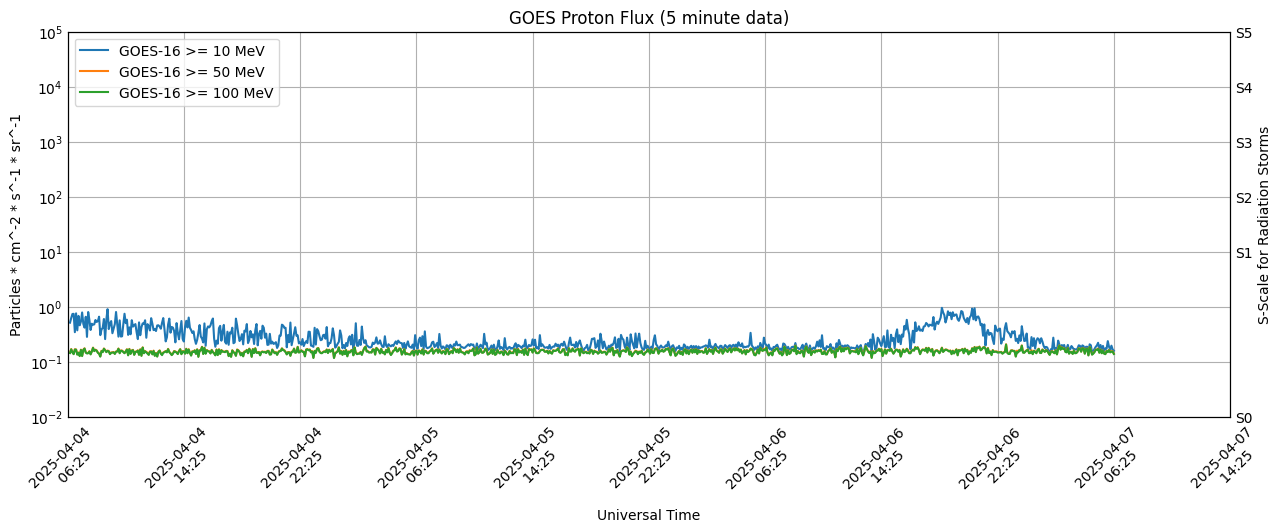 GOES Proton Flux (5 minute data)
GOES-16 >= 10 MeV
GOES-16 >= 50 MeV
GOES-16 >= 100 MeV
Particles * cm^-2 * s^-1 * sr^-1
10^5
10^4
10^3
10^2
10^1
10^0
10^-1
10^-2
S5
S4
S3
S2
S1
S0
S-Scale for Radiation Storms
2025-04-04
06:25
2025-04-04
14:25
2025-04-04
22:25
2025-04-05
06:25
2025-04-05
14:25
2025-04-05
22:25
2025-04-06
06:25
2025-04-06
14:25
2025-04-06
22:25
2025-04-07
06:25
2025-04-07
14:25
Universal Time